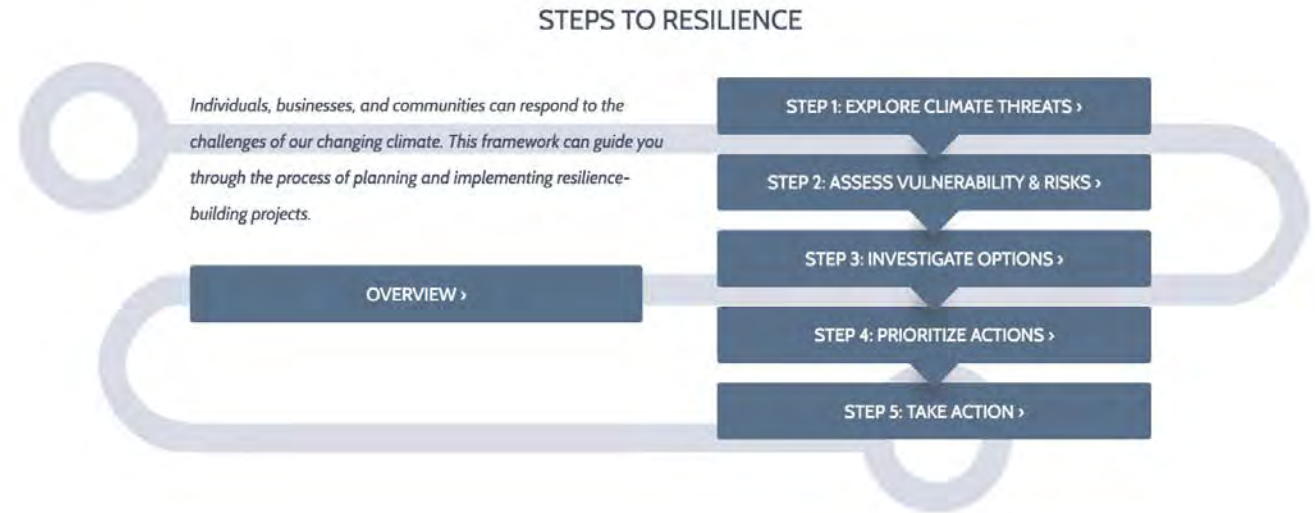 STEPS TO RESILIENCE
Individuals, businesses, and communities can respond to the
challenges of our changing climate. This framework can guide you
through the process of planning and implementing resilience-
building projects.
OVERVIEW ›
STEP 1: EXPLORE CLIMATE THREATS ›
STEP 2: ASSESS VULNERABILITY & RISKS ›
STEP 3: INVESTIGATE OPTIONS ›
STEP 4: PRIORITIZE ACTIONS ›
STEP 5: TAKE ACTION ›